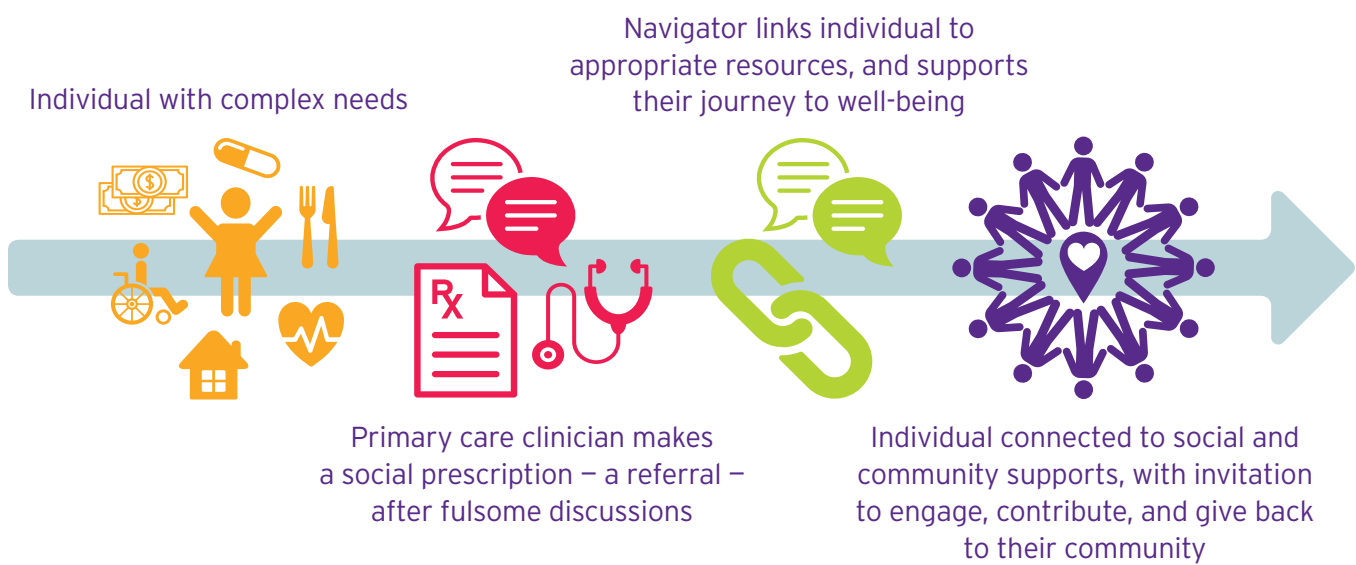 Individual with complex needs
Primary care clinician makes
a social prescription – a referral –
after fulsome discussions
Navigator links individual to
appropriate resources, and supports
their journey to well-being
Individual connected to social and
community supports, with invitation
to engage, contribute, and give back
to their community
$
$
Rx